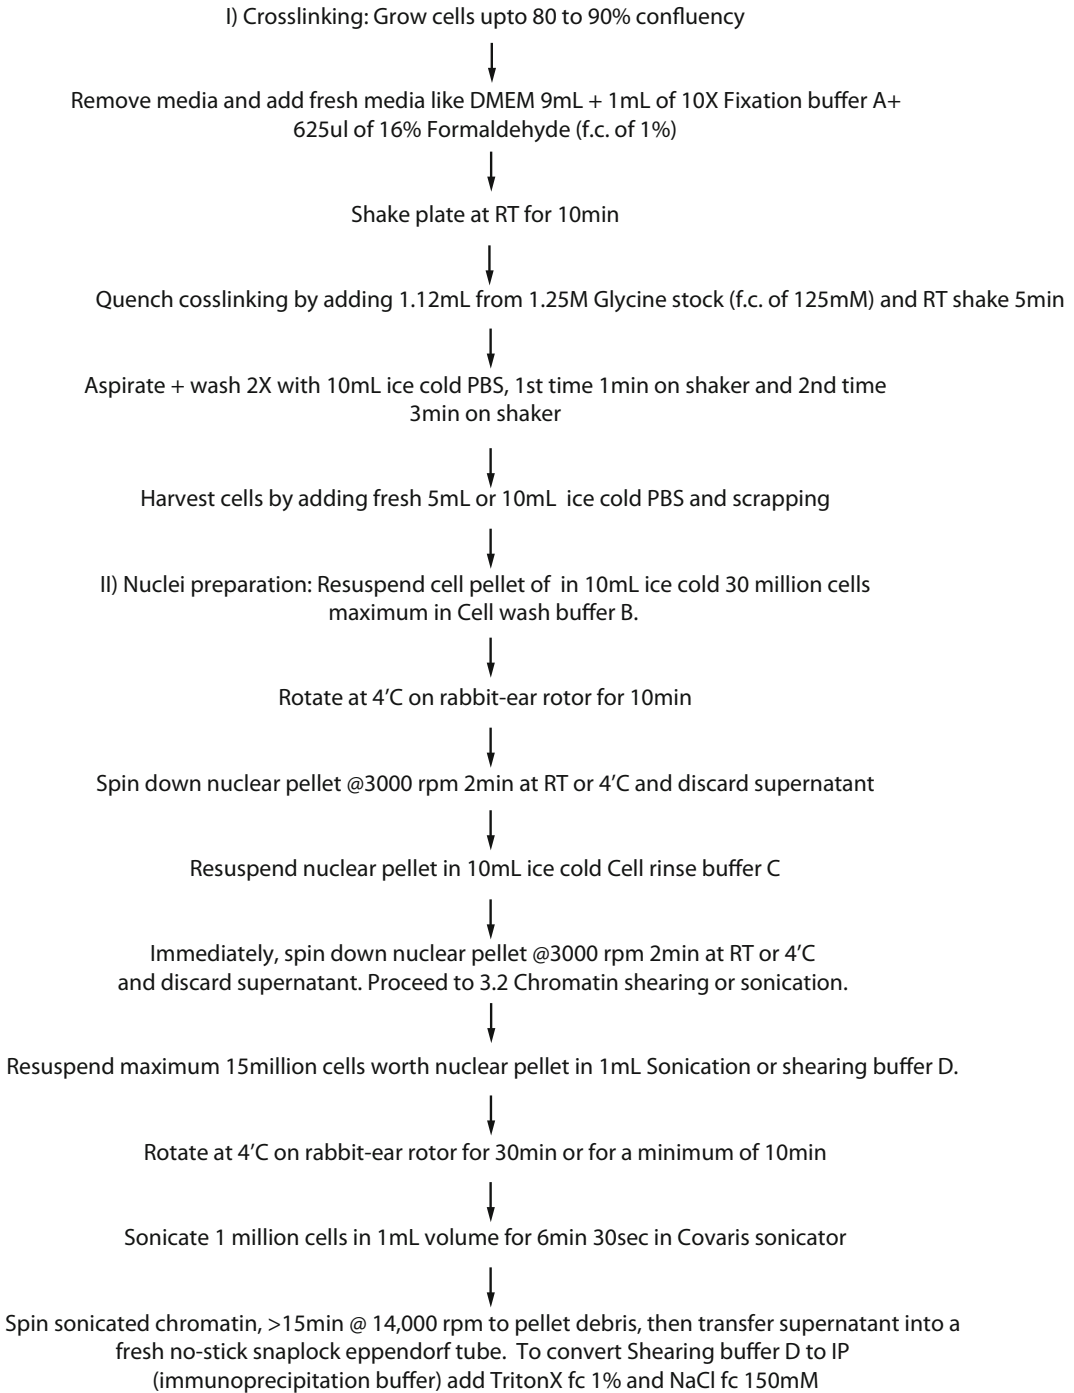 I) Crosslinking: Grow cells upto 80 to 90% confluency
Remove media and add fresh media like DMEM 9mL + 1mL of 10X Fixation buffer A+
625ul of 16% Formaldehyde (f.c. of 1%)
Shake plate at RT for 10min
Quench cosslinking by adding 1.12mL from 1.25M Glycine stock (f.c. of 125mM) and RT shake 5min
Aspirate + wash 2X with 10mL ice cold PBS, 1st time 1min on shaker and 2nd time
3min on shaker
Harvest cells by adding fresh 5mL or 10mL ice cold PBS and scrapping
II) Nuclei preparation: Resuspend cell pellet of in 10mL ice cold 30 million cells
maximum in Cell wash buffer B.
Rotate at 4'C on rabbit-ear rotor for 10min
Spin down nuclear pellet @3000 rpm 2min at RT or 4'C and discard supernatant
Resuspend nuclear pellet in 10mL ice cold Cell rinse buffer C
Immediately, spin down nuclear pellet @3000 rpm 2min at RT or 4'C
and discard supernatant. Proceed to 3.2 Chromatin shearing or sonication.
Resuspend maximum 15million cells worth nuclear pellet in 1mL Sonication or shearing buffer D.
Rotate at 4'C on rabbit-ear rotor for 30min or for a minimum of 10min
Sonicate 1 million cells in 1mL volume for 6min 30sec in Covaris sonicator
Spin sonicated chromatin, >15min @ 14,000 rpm to pellet debris, then transfer supernatant into a
fresh no-stick snaplock eppendorf tube. To convert Shearing buffer D to IP
(immunoprecipitation buffer) add TritonX fc 1% and NaCl fc 150mM